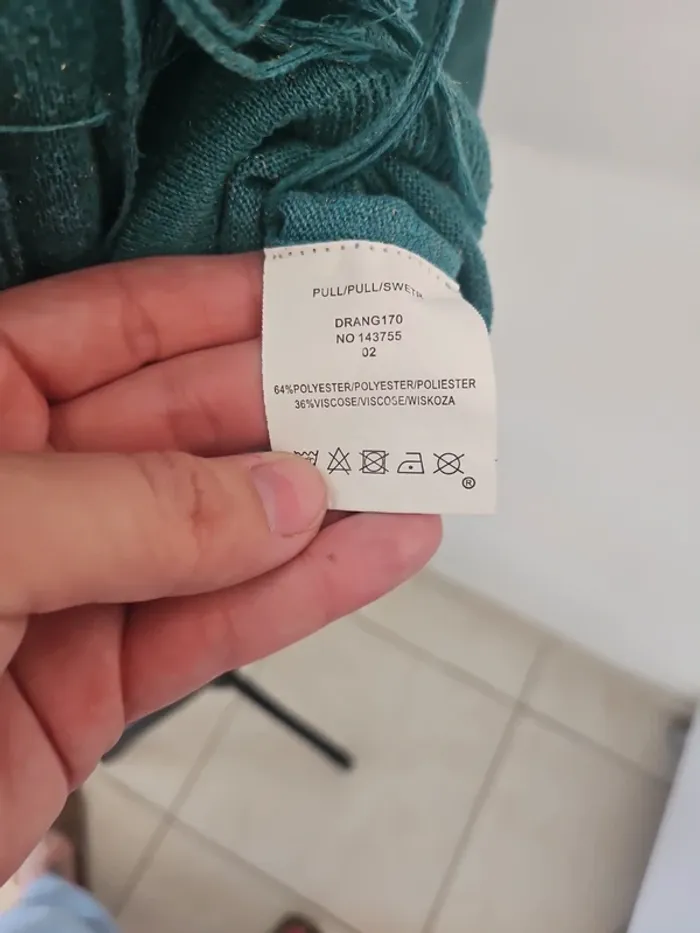 PULL/PULL/SWETR
DRANG170
NO 143755
02
64%POLYESTER/POLYESTER/POLIESTER
36%VISCOSE/VISCOSE/WISKOZA
®